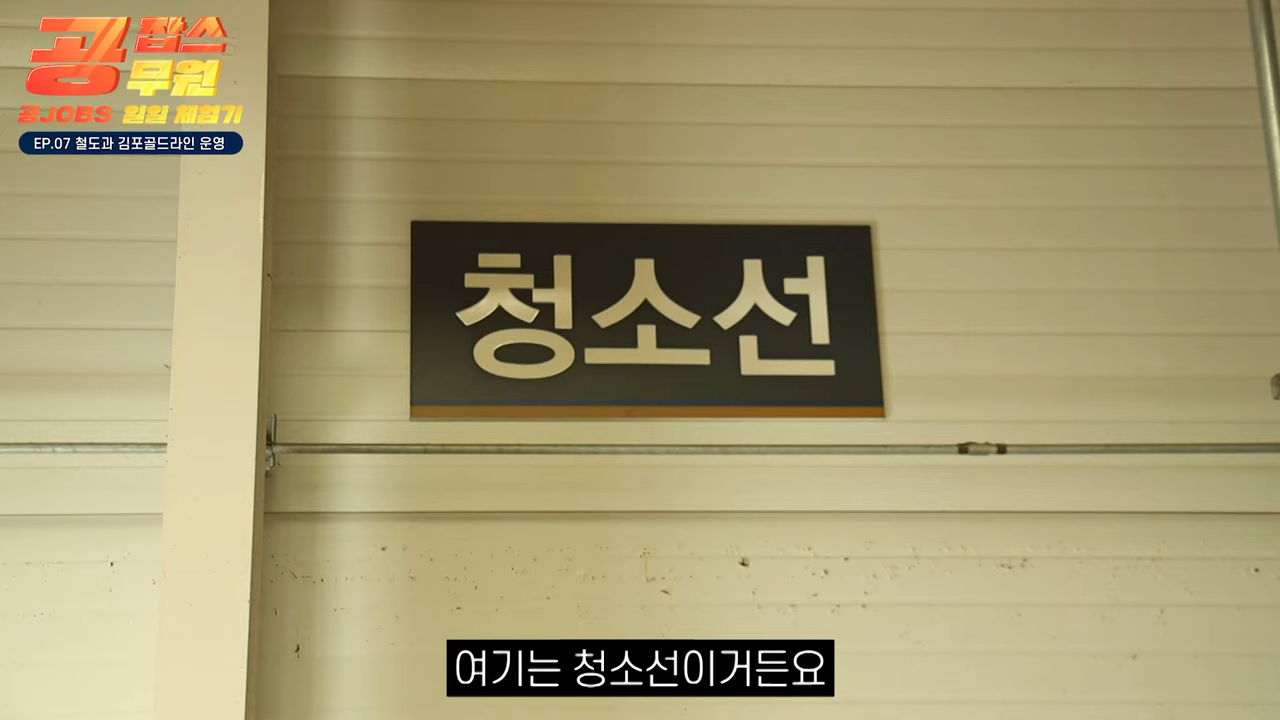 공잡스
무원
공JOBS 일일 체험기
EP.07 철도과 김포골드라인 운영
청소선
여기는 청소선이거든요